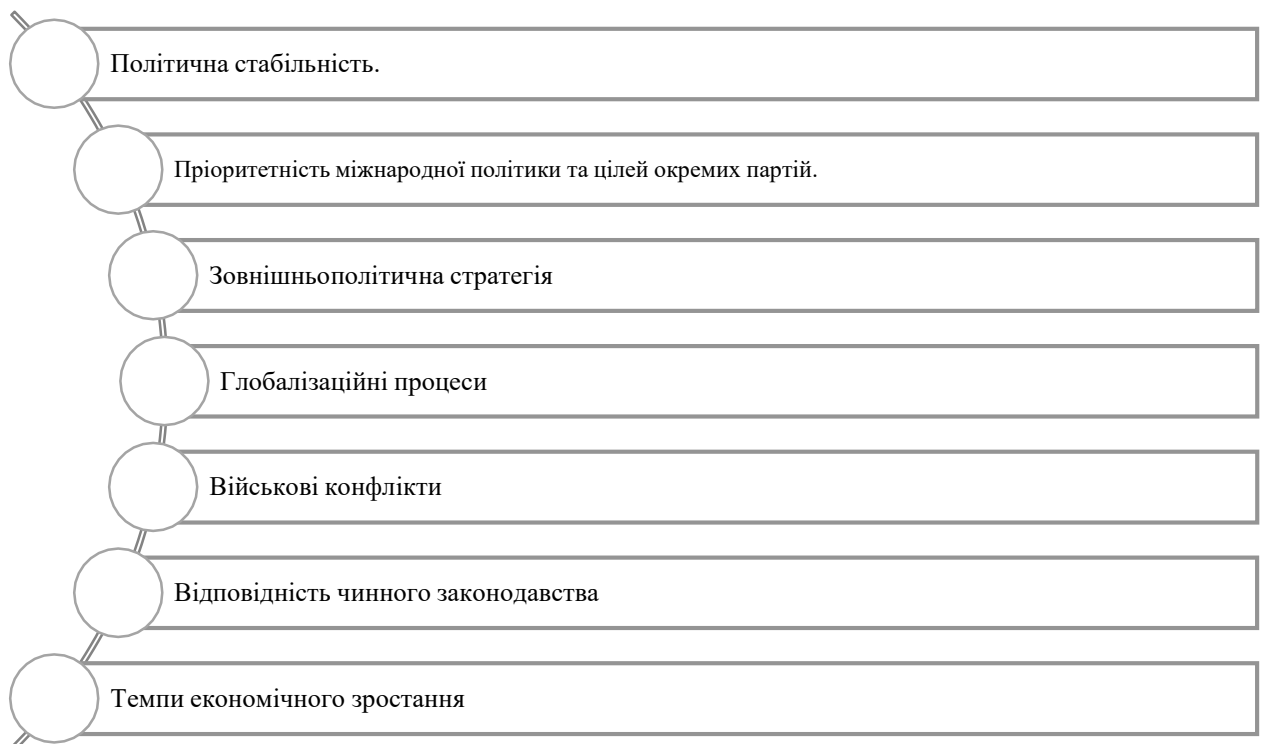 Політична стабільність.
Пріоритетність міжнародної політики та цілей окремих партій.
Зовнішньополітична стратегія
Глобалізаційні процеси
Військові конфлікти
Відповідність чинного законодавства
Темпи економічного зростання